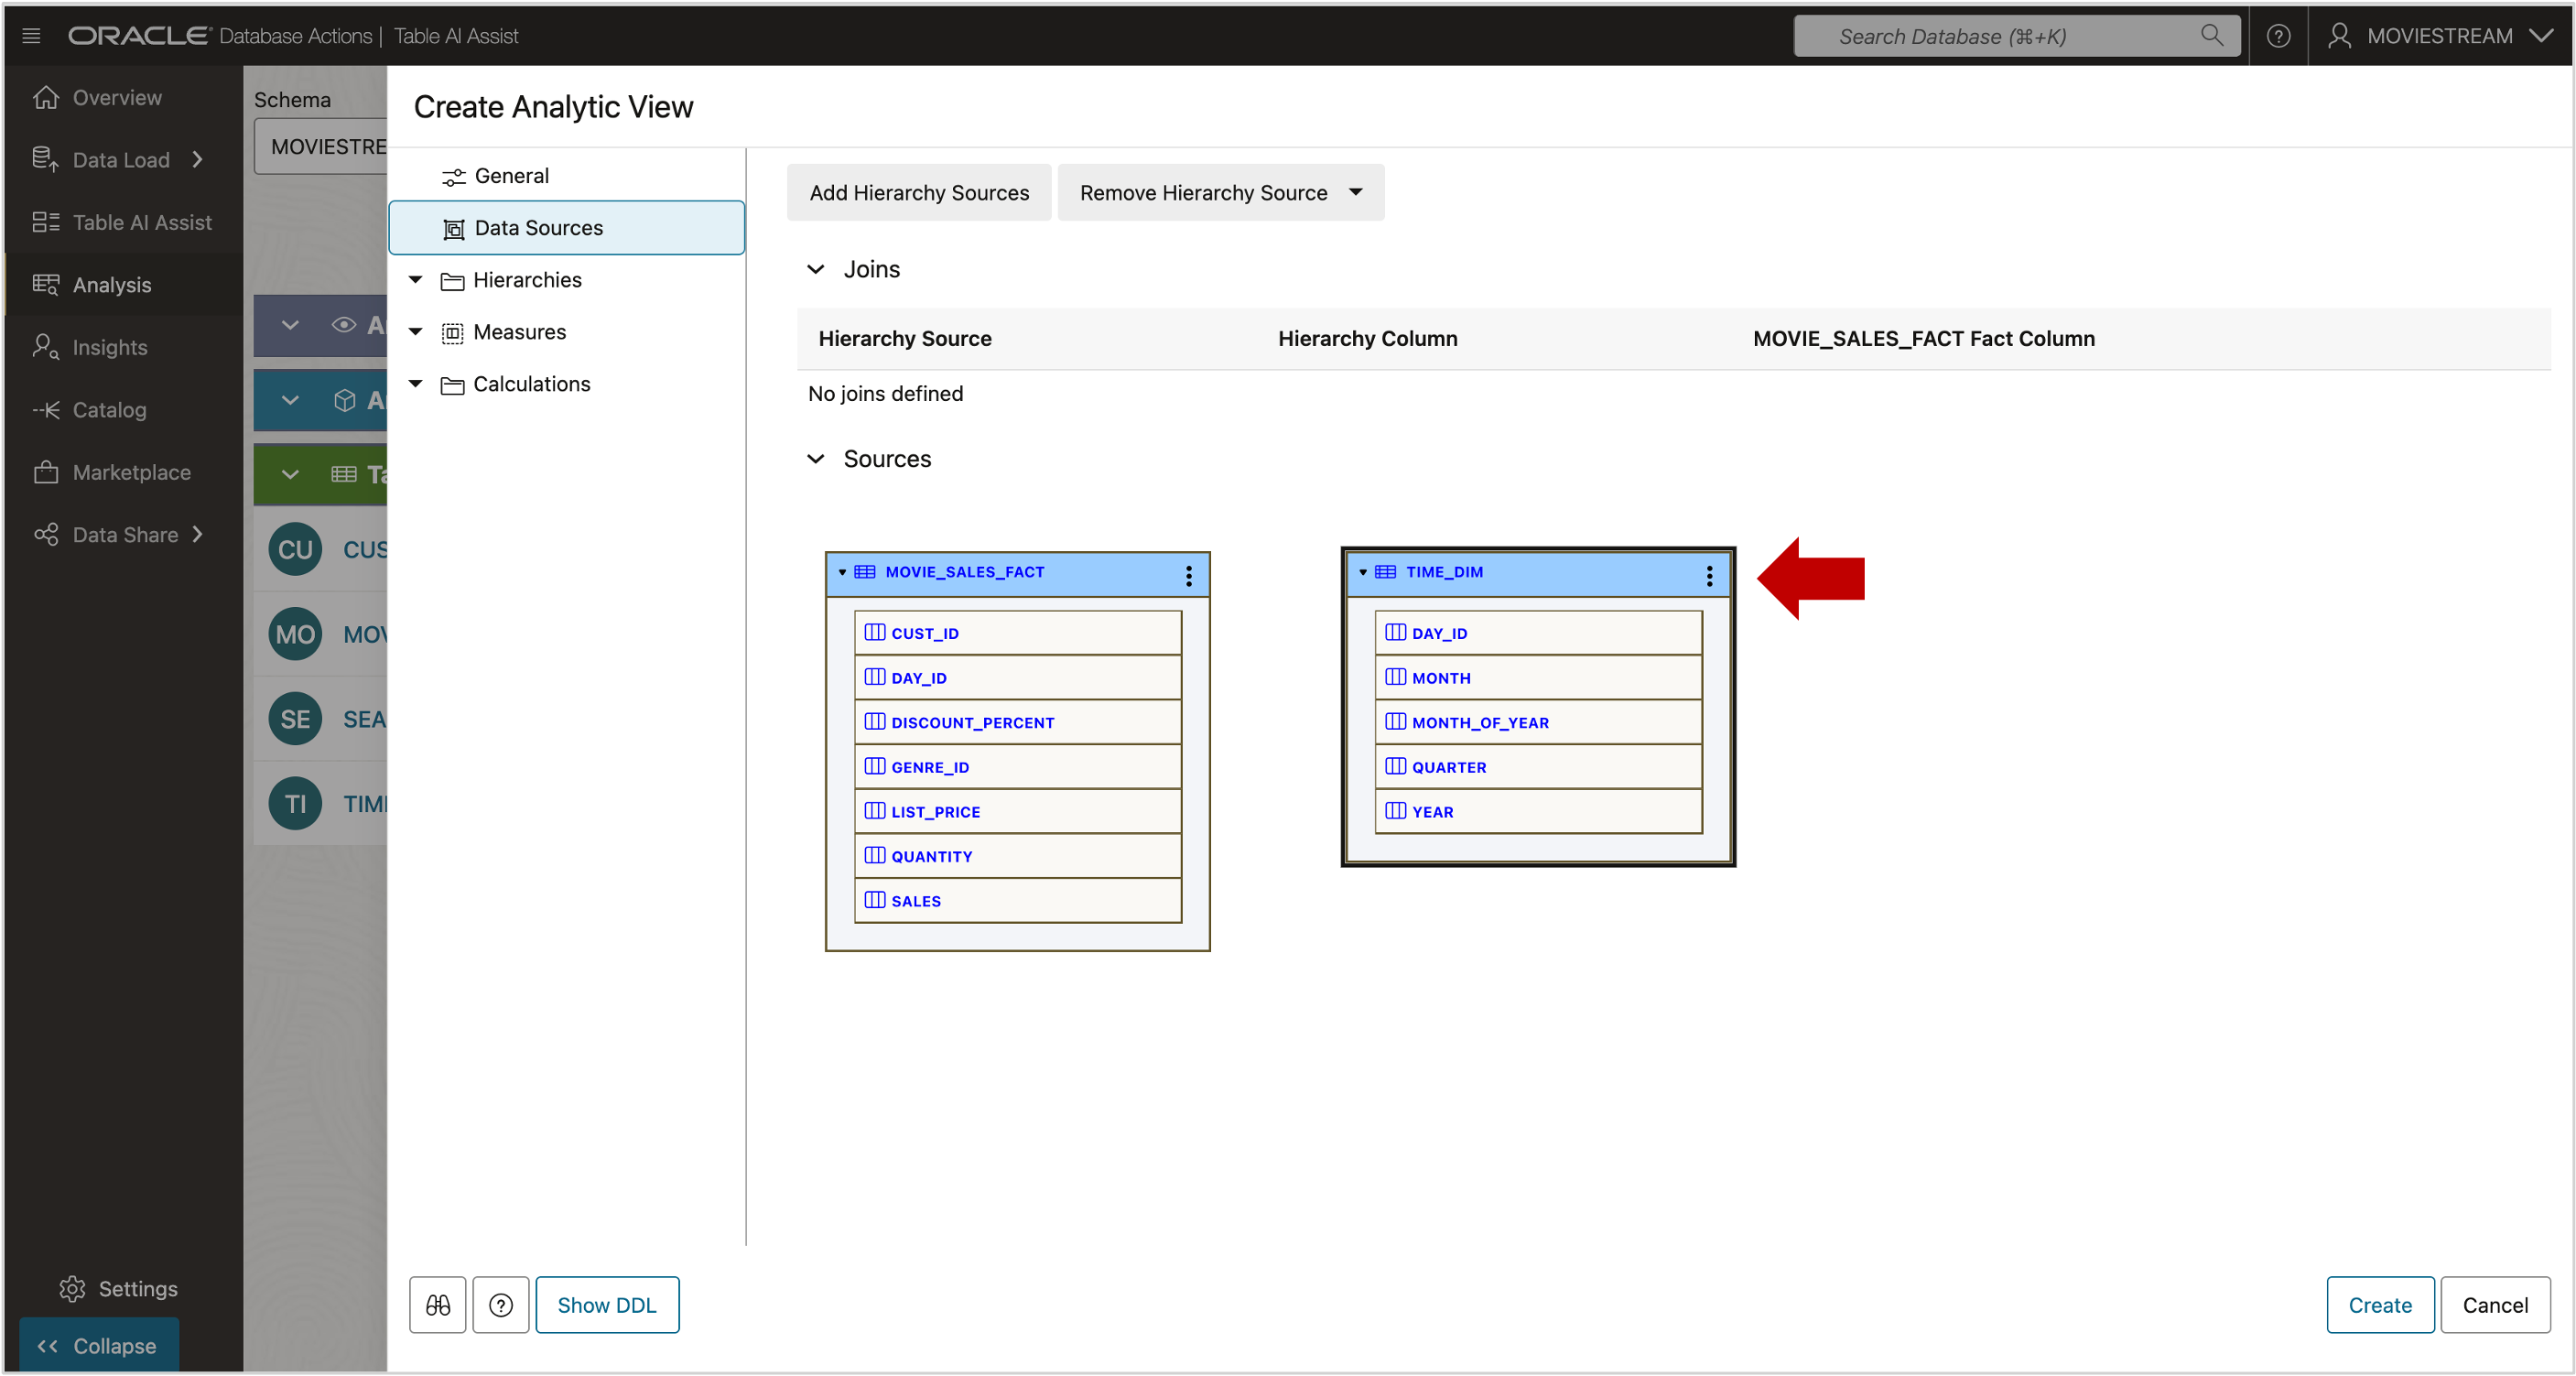 ORACLE Database Actions | Table AI Assist
Search Database (⌘+K)
MOVIESTREAM
Overview
Data Load
Table AI Assist
Analysis
Insights
Catalog
Marketplace
Data Share
Settings
Collapse
Schema
MOVIESTRE
A
A
Ta
CU CUS
MO MOV
SE SEA
TI TIM
Create Analytic View
General
Data Sources
Hierarchies
Measures
Calculations
Add Hierarchy Sources
Remove Hierarchy Source
Joins
Hierarchy Source Hierarchy Column MOVIE_SALES_FACT Fact Column
No joins defined
Sources
MOVIE_SALES_FACT
CUST_ID
DAY_ID
DISCOUNT_PERCENT
GENRE_ID
LIST_PRICE
QUANTITY
SALES
TIME_DIM
DAY_ID
MONTH
MONTH_OF_YEAR
QUARTER
YEAR
Show DDL
Create
Cancel